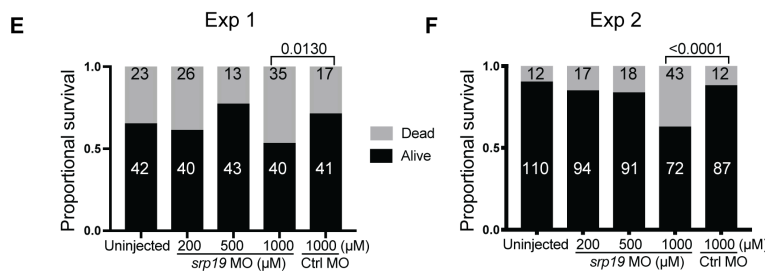 E
Exp 1
0.0130
Proportional survival
1.0
0.5
0.0
23 26 13 35 17
42 40 43 40 41
Uninjected 200 500 1000 1000 (μM)
srp19 MO (μM) Ctrl MO
Dead
Alive
F
Exp 2
<0.0001
Proportional survival
1.0
0.5
0.0
12 17 18 43 12
110 94 91 72 87
Uninjected 200 500 1000 1000 (μM)
srp19 MO (μM) Ctrl MO